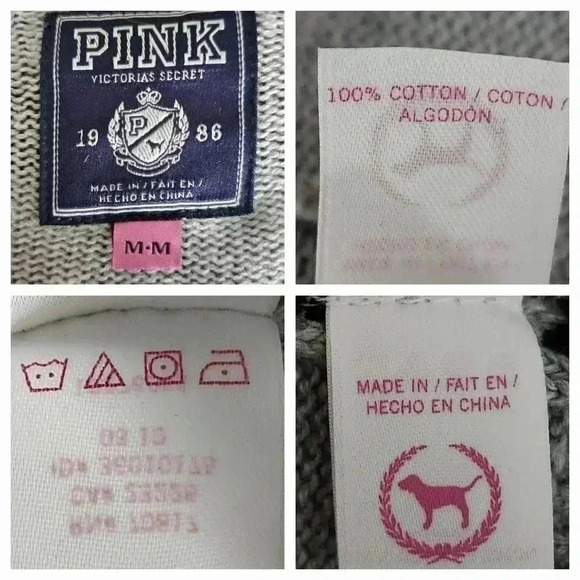 PINK
VICTORIA'S SECRET
P
19 86
MADE IN / FAIT EN /
HECHO EN CHINA
M-M
100% COTTON / COTON /
ALGODÓN
MADE IN / FAIT EN /
HECHO EN CHINA